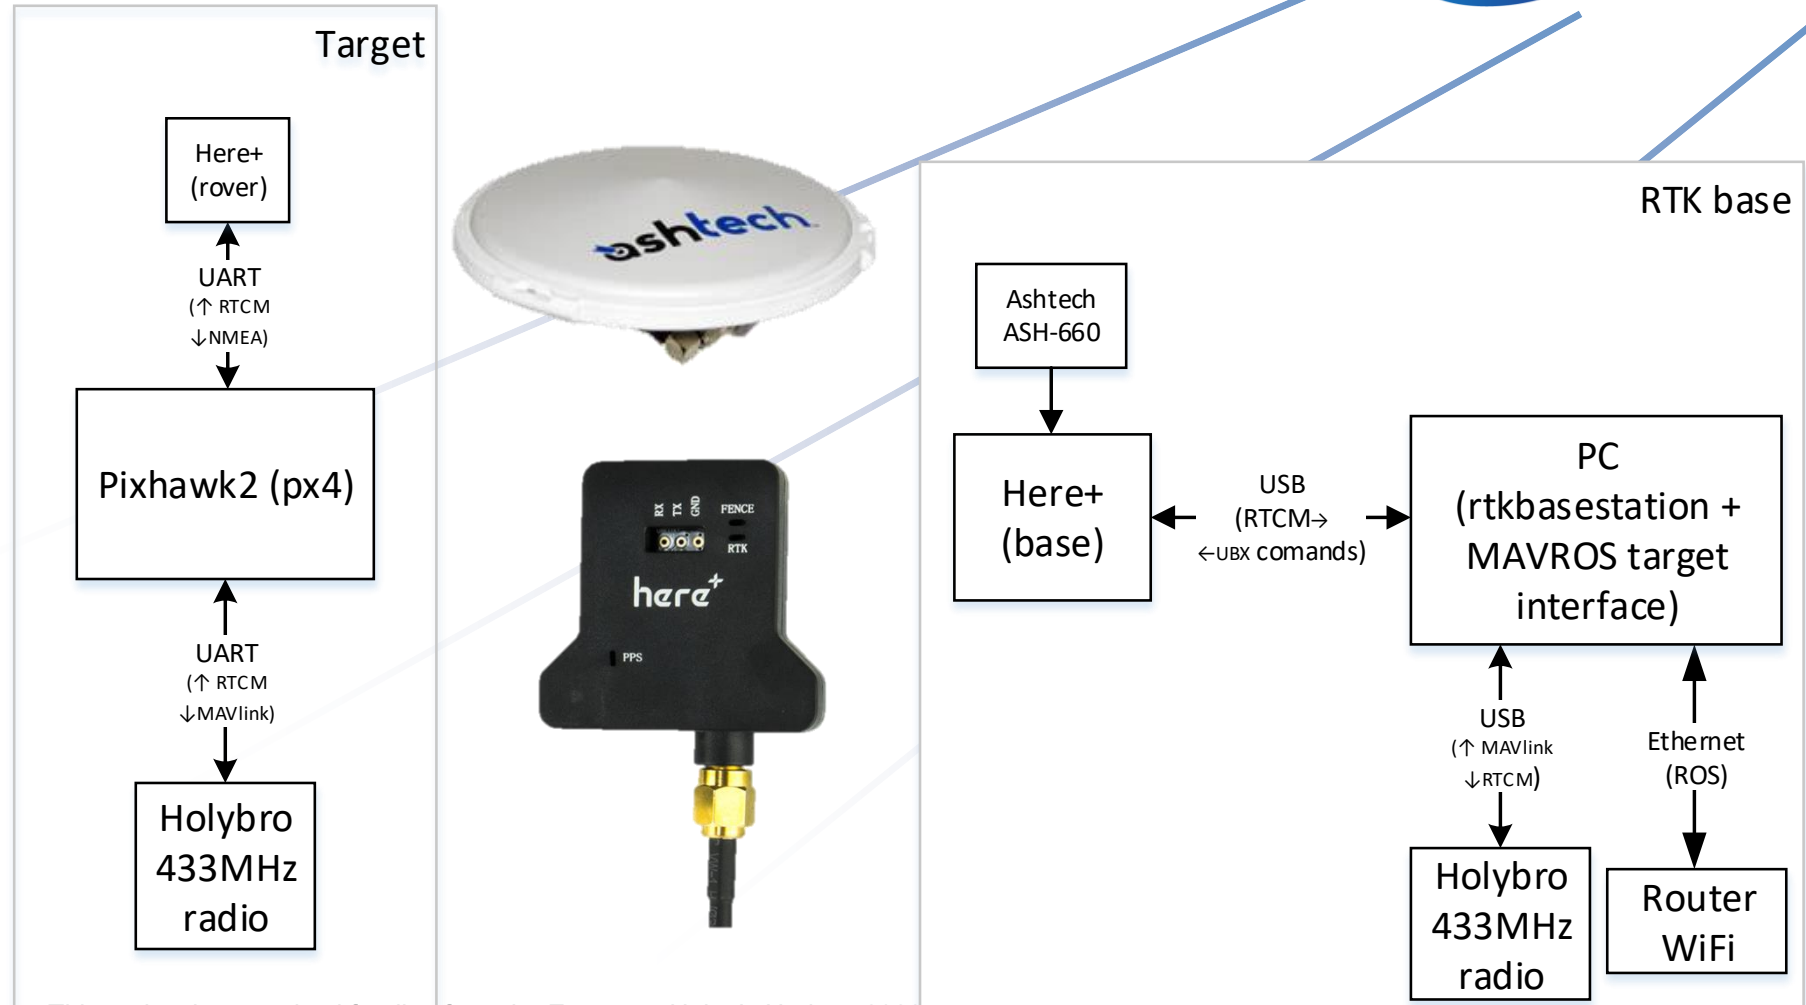 Target
Here+
(rover)
UART
(↑ RTCM
↓NMEA)
Pixhawk2 (px4)
UART
(↑ RTCM
↓MAVlink)
Holybro
433MHz
radio
ashtech
RX
TX
GND
FENCE
RTK
here+
PPS
RTK base
Ashtech
ASH-660
Here+
(base)
USB
(RTCM→
←UBX comands)
PC
(rtkbasestation +
MAVROS target
interface)
USB
(↑ MAVlink
↓RTCM)
Ethernet
(ROS)
Holybro
433MHz
radio
Router
WiFi